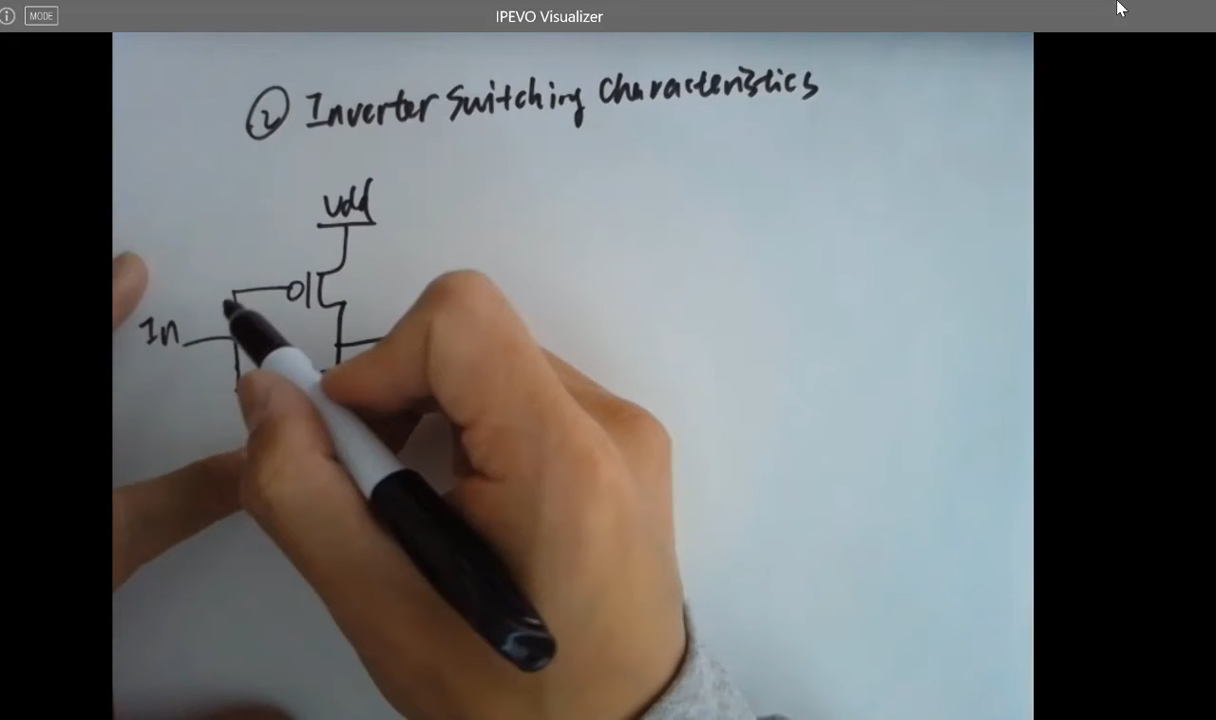 MODE
IPEVO Visualizer
② Inverter Switching Characteristics
Vdd
In